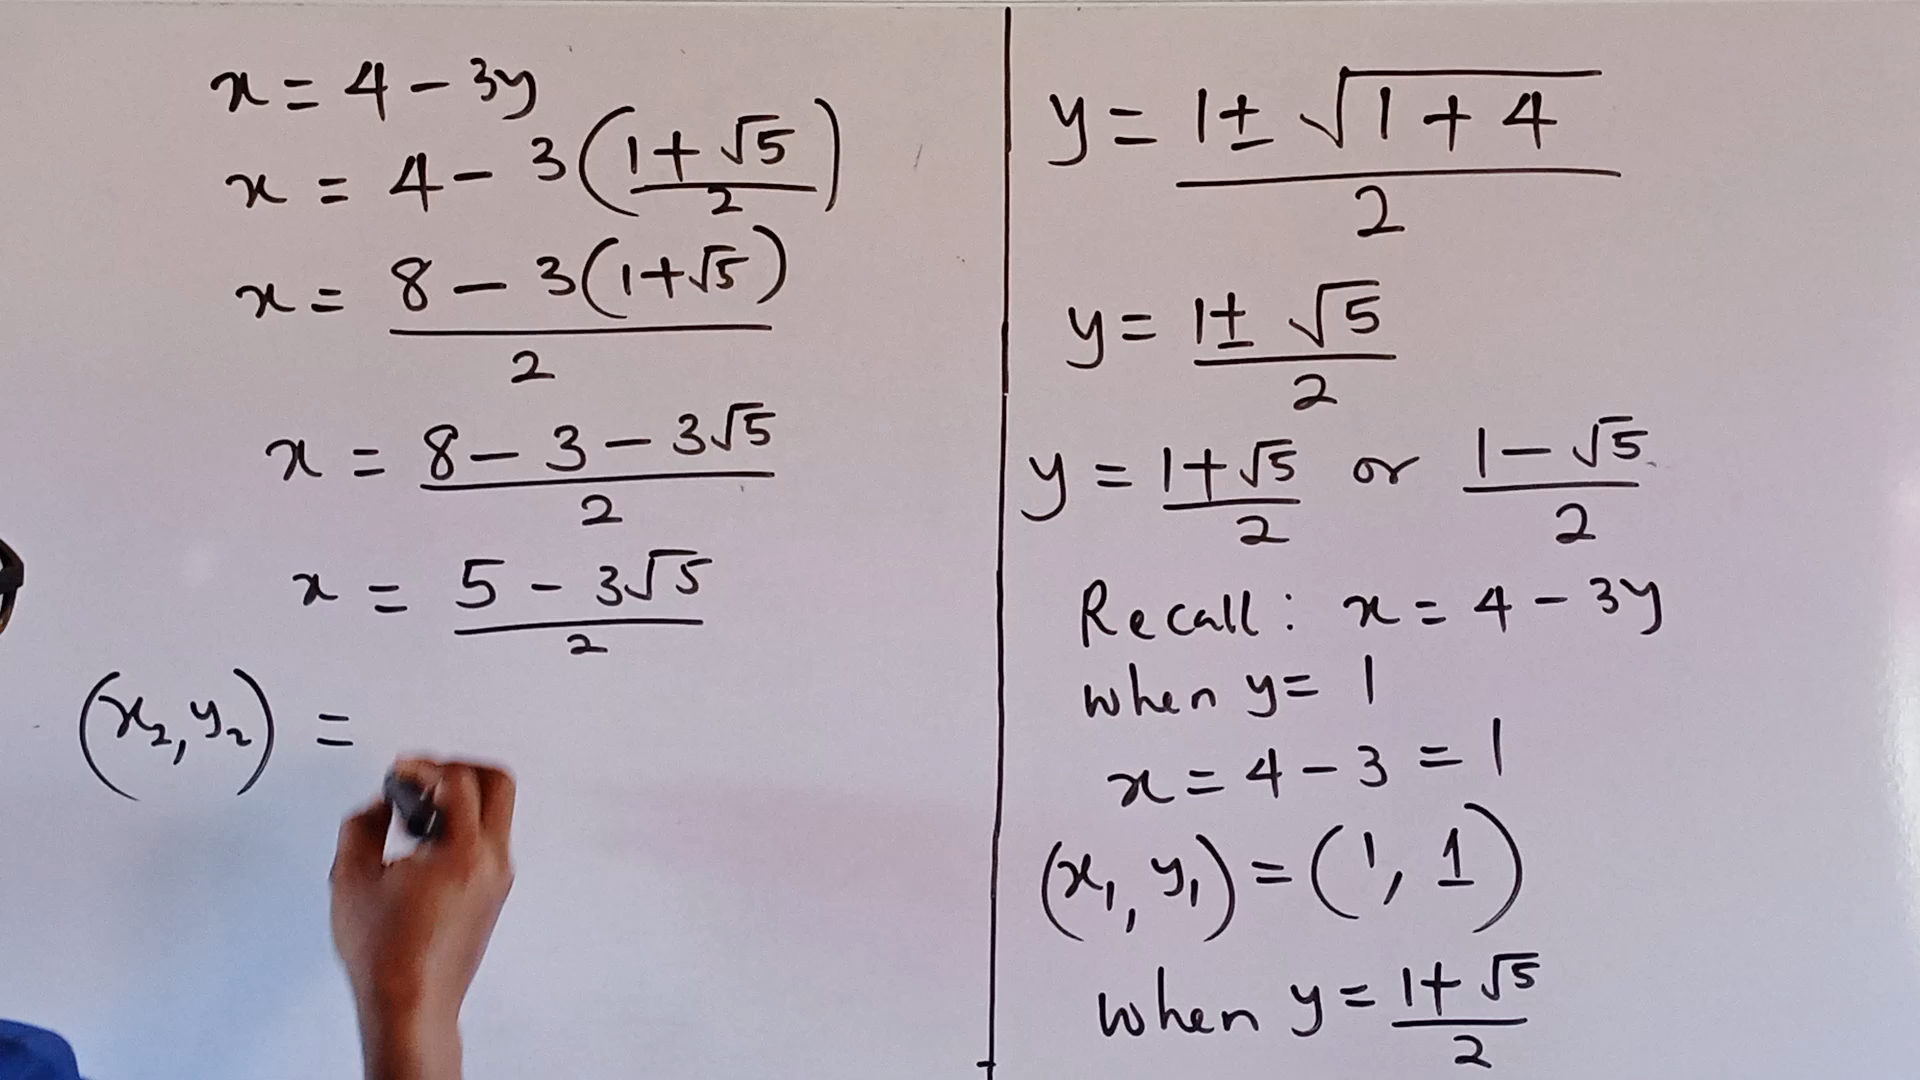 x = 4 - 3y
x = 4 - 3((1 + √5)/2)
x = (8 - 3(1 + √5))/2
x = (8 - 3 - 3√5)/2
x = (5 - 3√5)/2
(x₂, y₂) =
y = (1 ± √(1 + 4))/2
y = (1 ± √5)/2
y = (1 + √5)/2 or (1 - √5)/2
Recall: x = 4 - 3y
when y = 1
x = 4 - 3 = 1
(x₁, y₁) = (1, 1)
when y = (1 + √5)/2